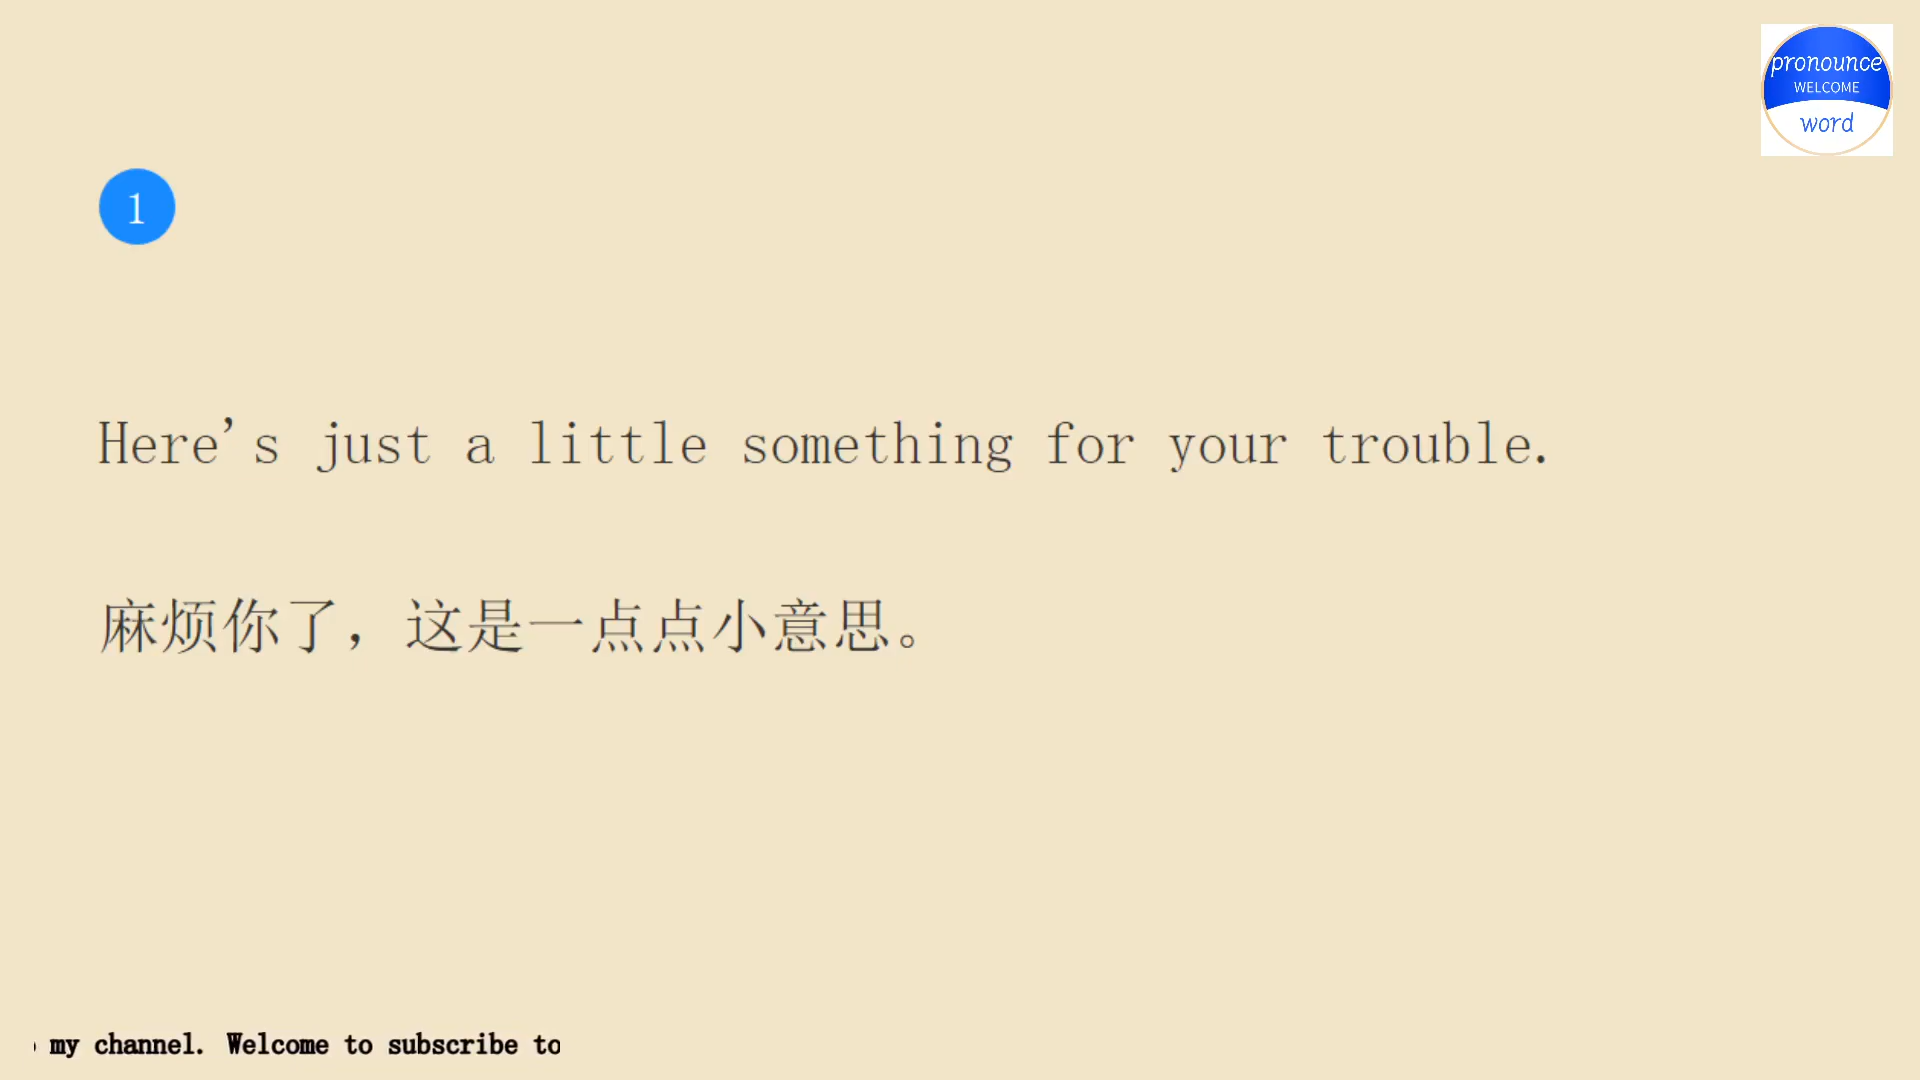 pronounce
WELCOME
word
1
Here's just a little something for your trouble.
麻烦你了，这是一点点小意思。
my channel. Welcome to subscribe to